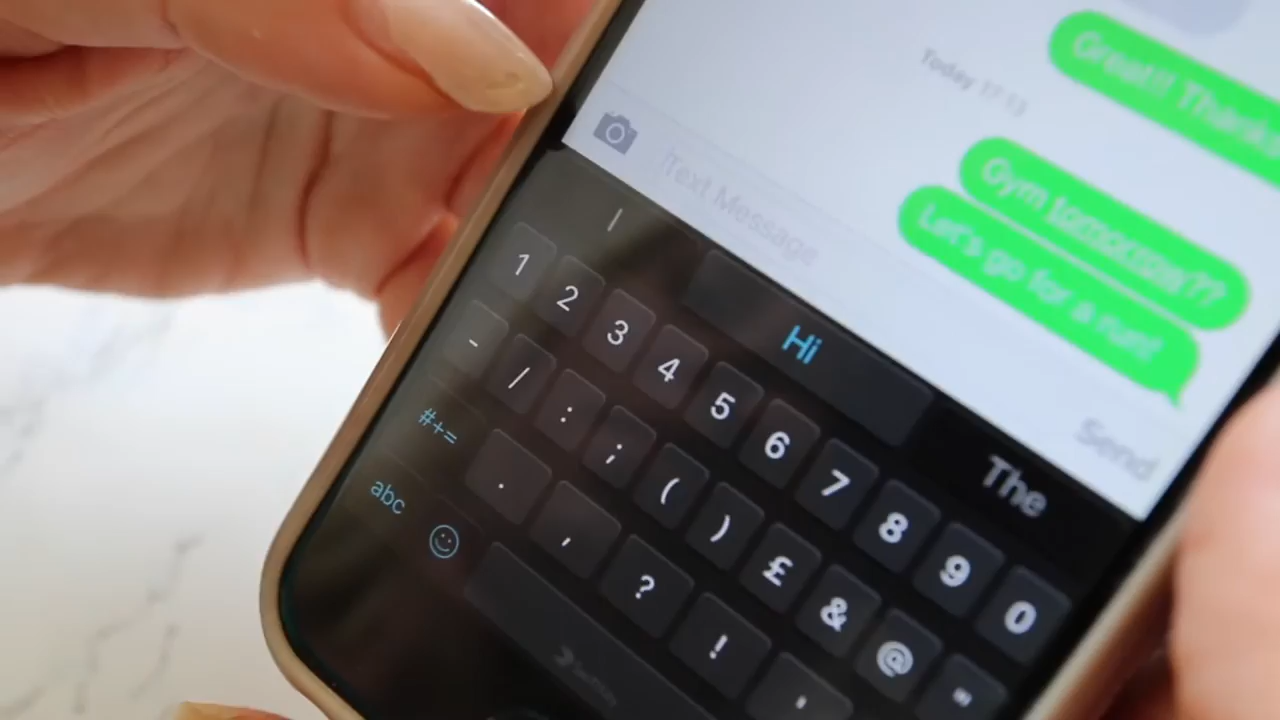 Great!! Thanks
Today 17:13
Gym tomorrow??
Let's go for a run!
Text Message
Send
I Hi The
1 2 3 4 5 6 7 8 9 0
- / : ; ( ) £ & @ "
#+= . , ? ! '
abc